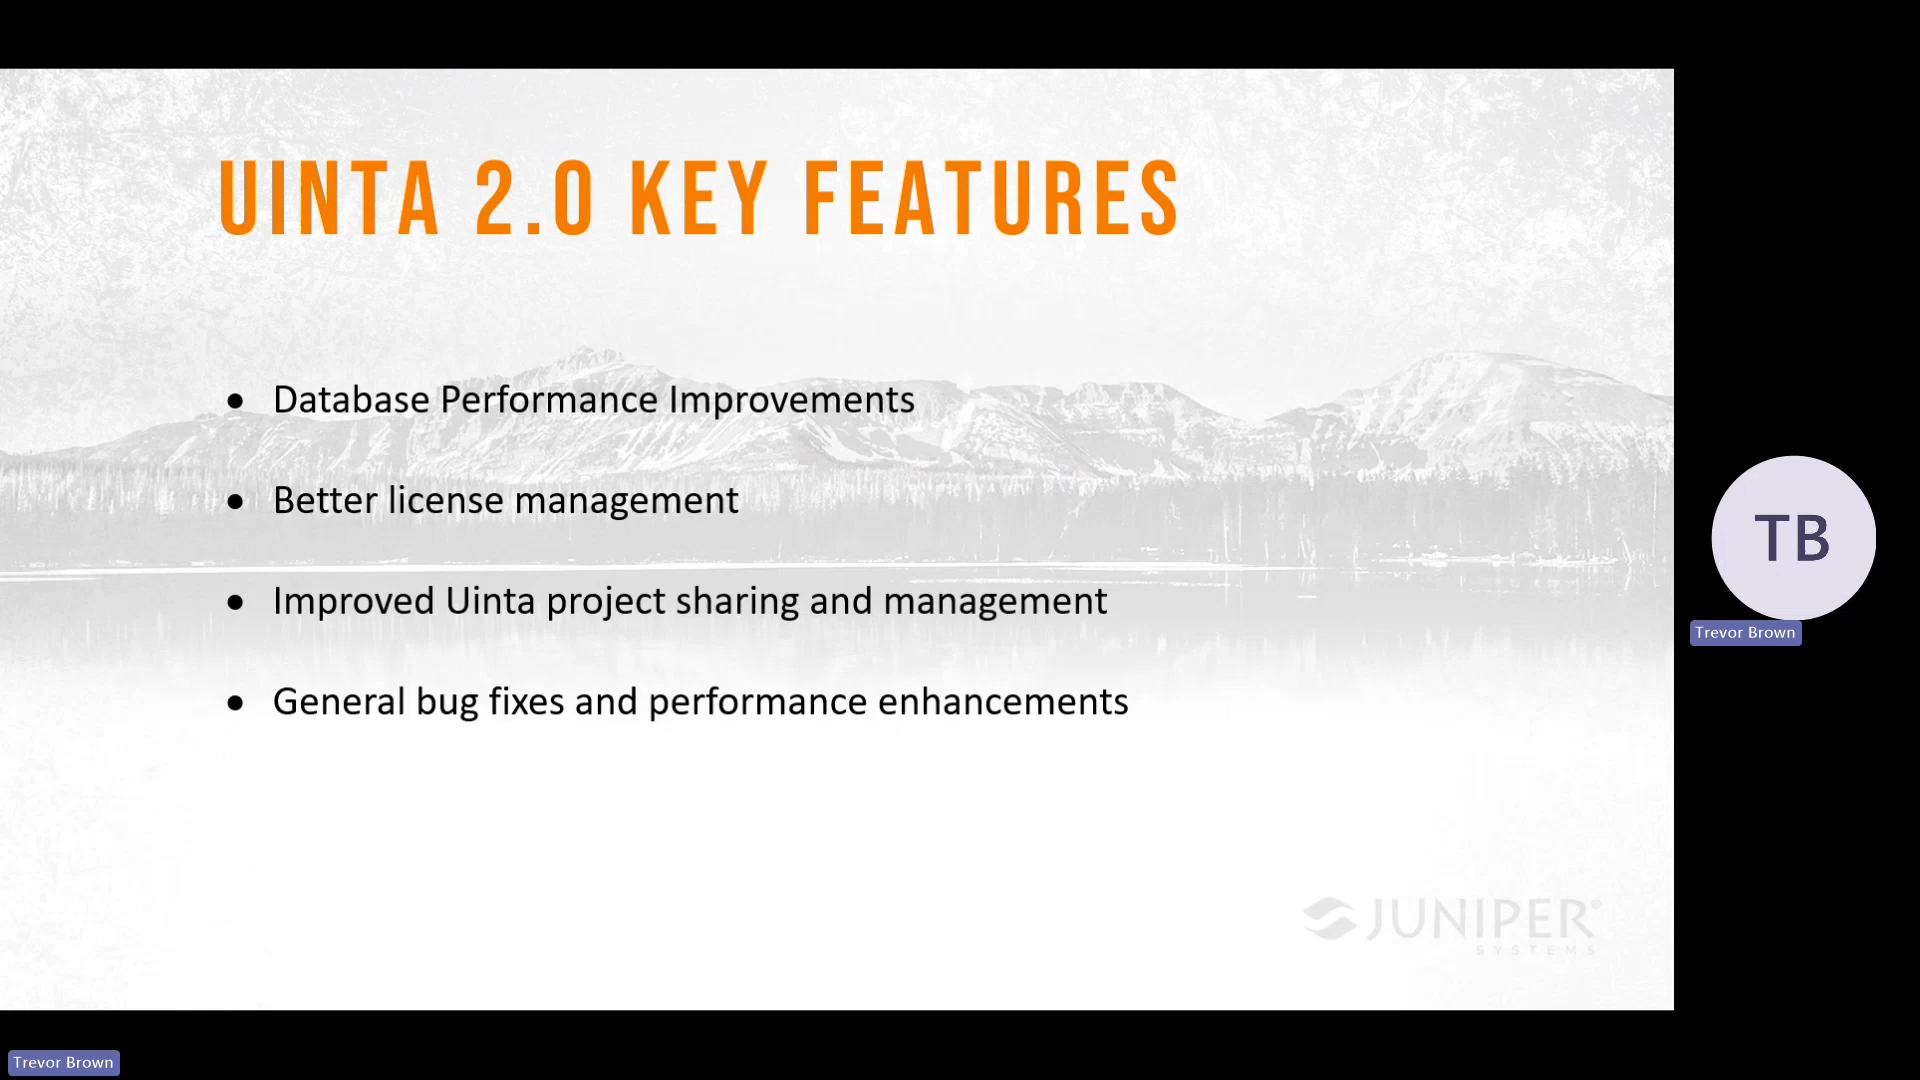 UINTA 2.0 KEY FEATURES
• Database Performance Improvements
• Better license management
• Improved Uinta project sharing and management
• General bug fixes and performance enhancements
JUNIPER®
SYSTEMS
TB
Trevor Brown
Trevor Brown